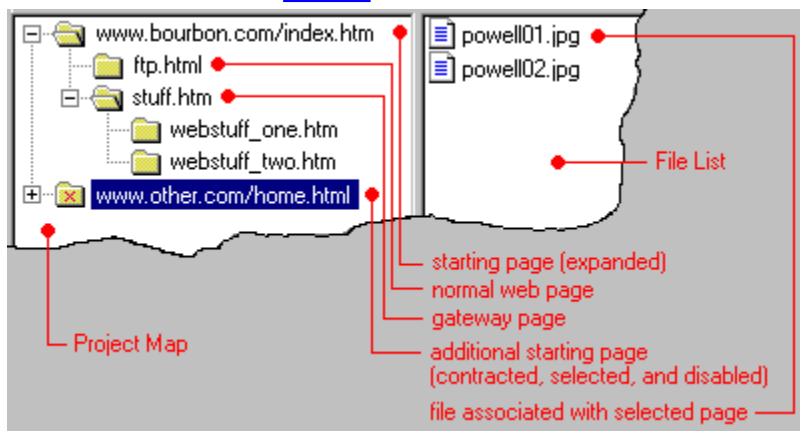 www.bourbon.com/index.htm
ftp.html
stuff.htm
webstuff_one.htm
webstuff_two.htm
www.other.com/home.html
powell01.jpg
powell02.jpg
File List
starting page (expanded)
normal web page
gateway page
Project Map
additional starting page
(contracted, selected, and disabled)
file associated with selected page